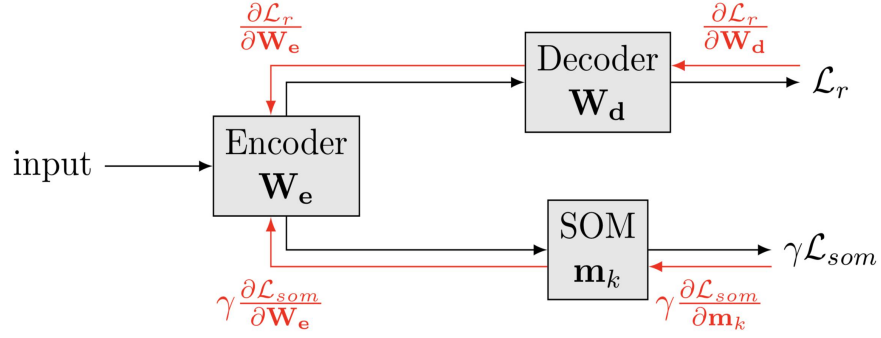 ∂ℒ_r/∂𝐖_𝐞
∂ℒ_r/∂𝐖_𝐝
Decoder
𝐖_𝐝
ℒ_r
Encoder
𝐖_𝐞
input
SOM
𝐦_k
γℒ_som
γ ∂ℒ_som/∂𝐖_𝐞
γ ∂ℒ_som/∂𝐦_k